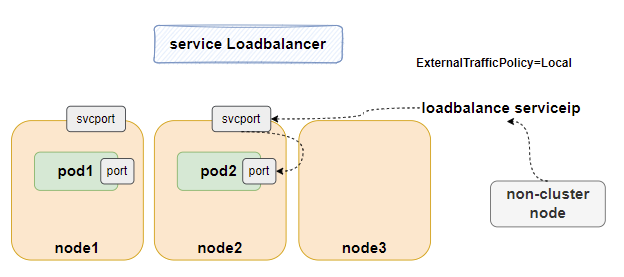 service Loadbalancer
ExternalTrafficPolicy=Local
loadbalance serviceip
svcport
svcport
pod1
port
pod2
port
non-cluster
node
node1
node2
node3